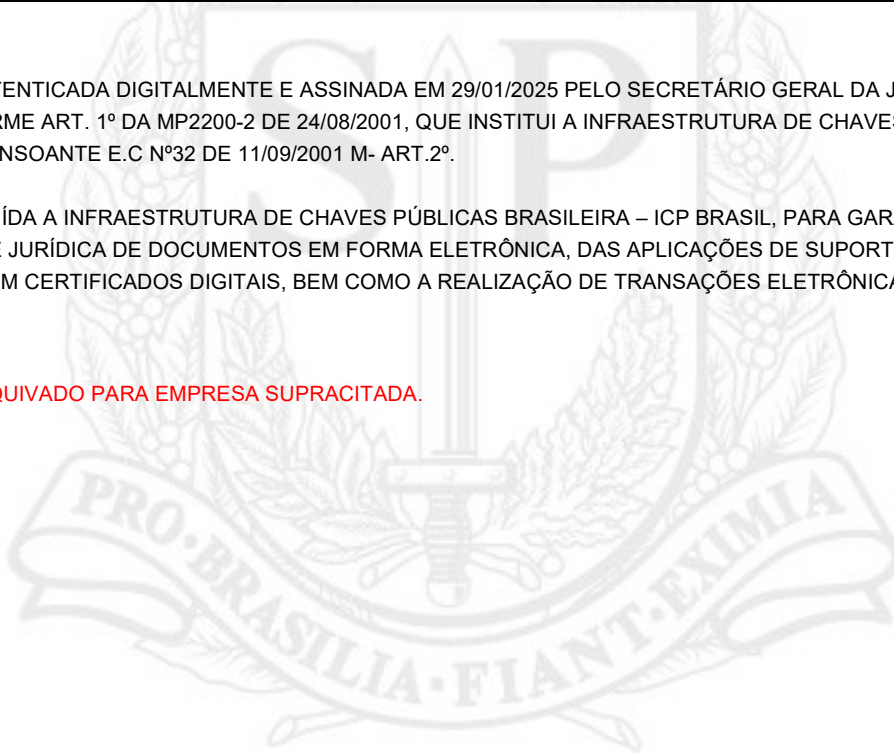 TENTICADA DIGITALMENTE E ASSINADA EM 29/01/2025 PELO SECRETÁRIO GERAL DA J
RME ART. 1º DA MP2200-2 DE 24/08/2001, QUE INSTITUI A INFRAESTRUTURA DE CHAVES
NSOANTE E.C Nº32 DE 11/09/2001 M- ART.2º.
ÍDA A INFRAESTRUTURA DE CHAVES PÚBLICAS BRASILEIRA – ICP BRASIL, PARA GAR
E JURÍDICA DE DOCUMENTOS EM FORMA ELETRÔNICA, DAS APLICAÇÕES DE SUPORT
M CERTIFICADOS DIGITAIS, BEM COMO A REALIZAÇÃO DE TRANSAÇÕES ELETRÔNICA
QUIVADO PARA EMPRESA SUPRACITADA.
SP
PRO·BRASILIA·FIANT·EXIMIA